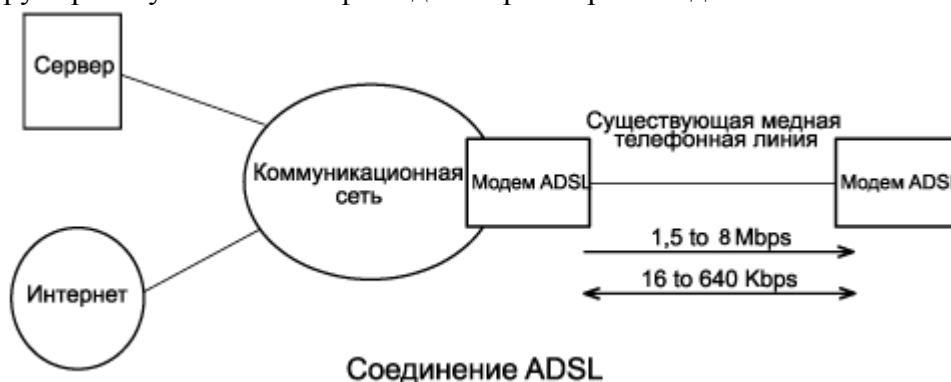 Сервер
Существующая медная
телефонная линия
Коммуникационная
сеть
Модем ADSL
Модем ADSL
1,5 to 8 Mbps
16 to 640 Kbps
Интернет
Соединение ADSL